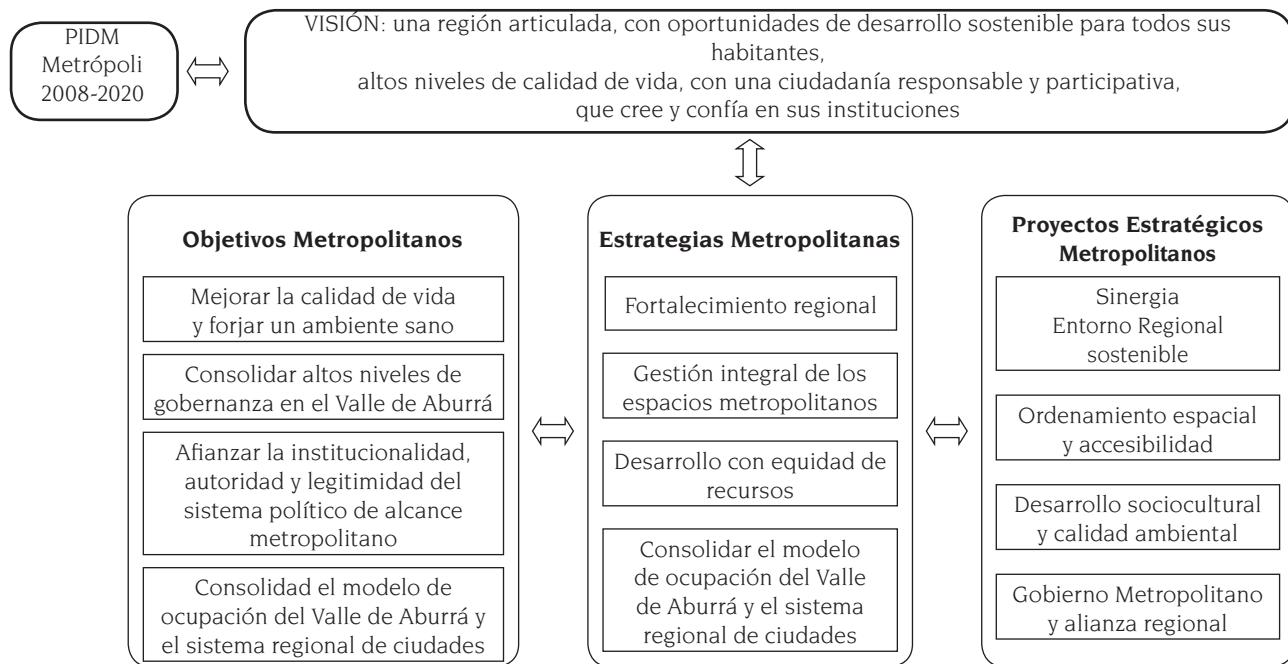 PIDM
Metrópoli
2008-2020
VISIÓN: una región articulada, con oportunidades de desarrollo sostenible para todos sus
habitantes,
altos niveles de calidad de vida, con una ciudadanía responsable y participativa,
que cree y confía en sus instituciones
Objetivos Metropolitanos
Mejorar la calidad de vida
y forjar un ambiente sano
Consolidar altos niveles de
gobernanza en el Valle de Aburrá
Afianzar la institucionalidad,
autoridad y legitimidad del
sistema político de alcance
metropolitano
Consolidad el modelo de
ocupación del Valle de Aburrá y
el sistema regional de ciudades
Estrategias Metropolitanas
Fortalecimiento regional
Gestión integral de los
espacios metropolitanos
Desarrollo con equidad de
recursos
Consolidar el modelo
de ocupación del Valle
de Aburrá y el sistema
regional de ciudades
Proyectos Estratégicos
Metropolitanos
Sinergia
Entorno Regional
sostenible
Ordenamiento espacial
y accesibilidad
Desarrollo sociocultural
y calidad ambiental
Gobierno Metropolitano
y alianza regional